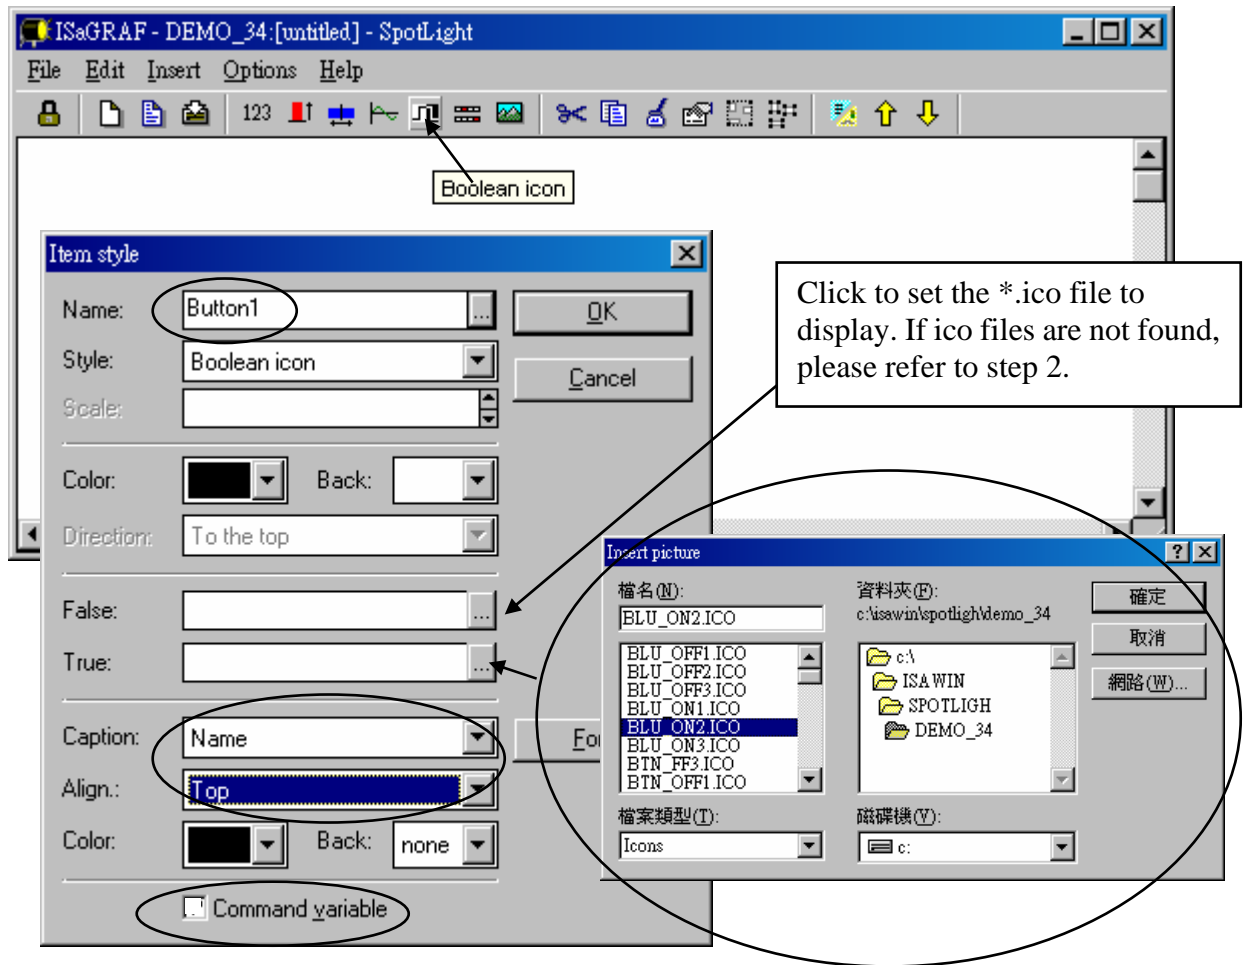 ISaGRAF - DEMO_34:[untitled] - SpotLight
File Edit Insert Options Help
123
Boolean icon
Item style
Name: Button1 ...
OK
Style: Boolean icon
Cancel
Scale:
Color: Back:
Direction: To the top
False: ...
True: ...
Caption: Name
Align.: Top
Color: Back: none
Command variable
Click to set the *.ico file to
display. If ico files are not found,
please refer to step 2.
Insert picture
檔名(N):
BLU_ON2.ICO
BLU_OFF1.ICO
BLU_OFF2.ICO
BLU_OFF3.ICO
BLU_ON1.ICO
BLU_ON2.ICO
BLU_ON3.ICO
BTN_FF3.ICO
BTN_OFF1.ICO
檔案類型(T):
Icons
資料夾(F):
c:\isawin\spotligh\demo_34
c:\
ISAWIN
SPOTLIGH
DEMO_34
磁碟機(V):
c:
確定
取消
網路(W)...